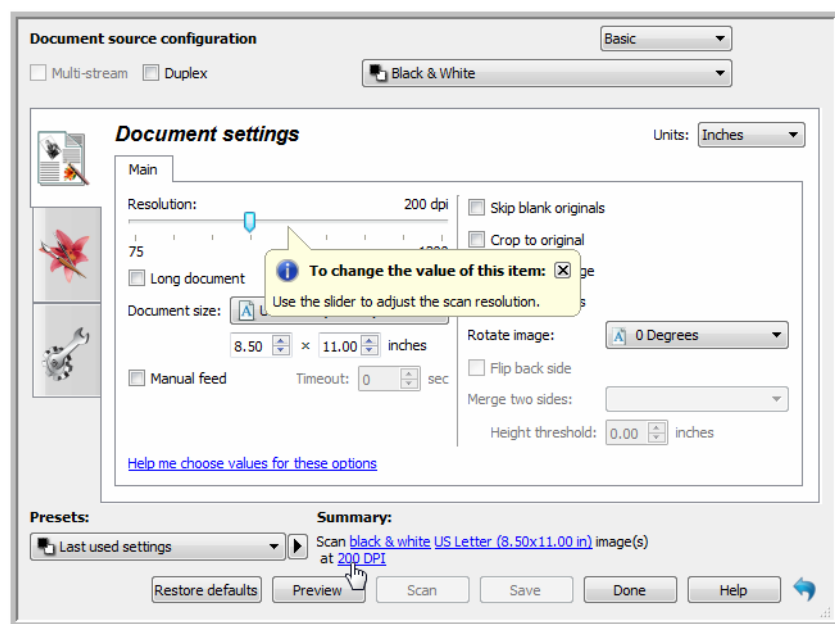 Document source configuration
Basic
Multi-stream
Duplex
Black & White
Document settings
Units: Inches
Main
Resolution: 200 dpi
75
Skip blank originals
Crop to original
Long document
To change the value of this item:
Use the slider to adjust the scan resolution.
Document size:
8.50 × 11.00 inches
Rotate image: 0 Degrees
Manual feed
Timeout: 0 sec
Flip back side
Merge two sides:
Height threshold: 0.00 inches
Help me choose values for these options
Presets:
Summary:
Last used settings
Scan black & white US Letter (8.50x11.00 in) image(s)
at 200 DPI
Restore defaults
Preview
Scan
Save
Done
Help